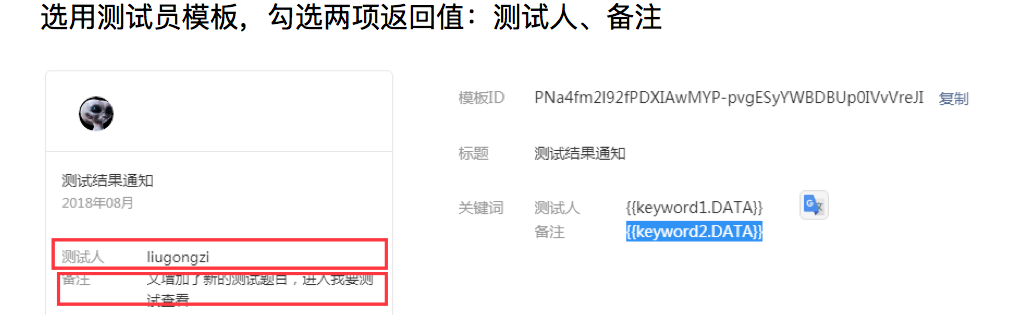 选用测试员模板，勾选两项返回值：测试人、备注
测试结果通知
2018年08月
测试人 liugongzi
备注 又增加了新的测试题目，进入我要测
试查看
模板ID PNa4fm2I92fPDXIAwMYP-pvgESyYWBDBUp0IVvVreJI 复制
标题 测试结果通知
关键词 测试人 {{keyword1.DATA}}
备注 {{keyword2.DATA}}